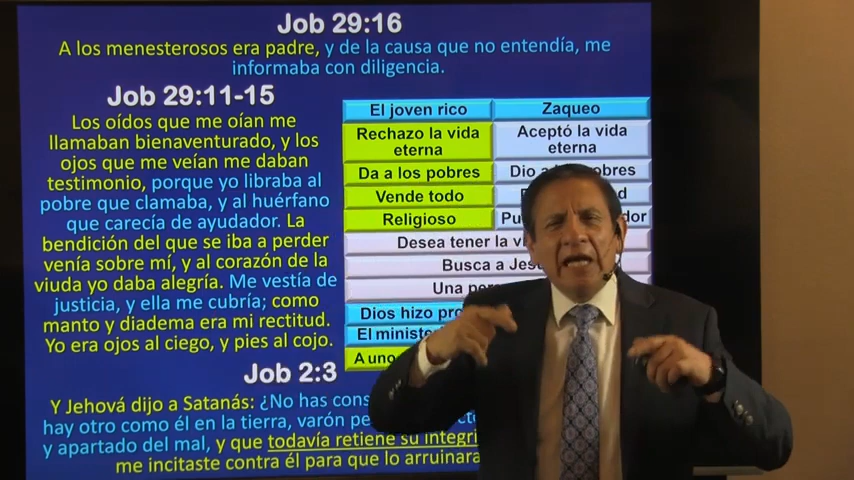 Job 29:16
A los menesterosos era padre, y de la causa que no entendía, me
informaba con diligencia.
Job 29:11-15
Los oídos que me oían me
llamaban bienaventurado, y los
ojos que me veían me daban
testimonio, porque yo libraba al
pobre que clamaba, y al huérfano
que carecía de ayudador. La
bendición del que se iba a perder
venía sobre mí, y al corazón de la
viuda yo daba alegría. Me vestía de
justicia, y ella me cubría; como
manto y diadema era mi rectitud.
Yo era ojos al ciego, y pies al cojo.
El joven rico Zaqueo
Rechazo la vida Aceptó la vida
eterna eterna
Da a los pobres Dio
Vende todo
Religioso
Desea tener la
Busca a
Una
Dios hizo
El
A
Job 2:3
Y Jehová dijo a Satanás: ¿No has
hay otro como él en la tierra, varón
y apartado del mal, y que todavía retiene su
me incitaste contra él para que lo arruinara